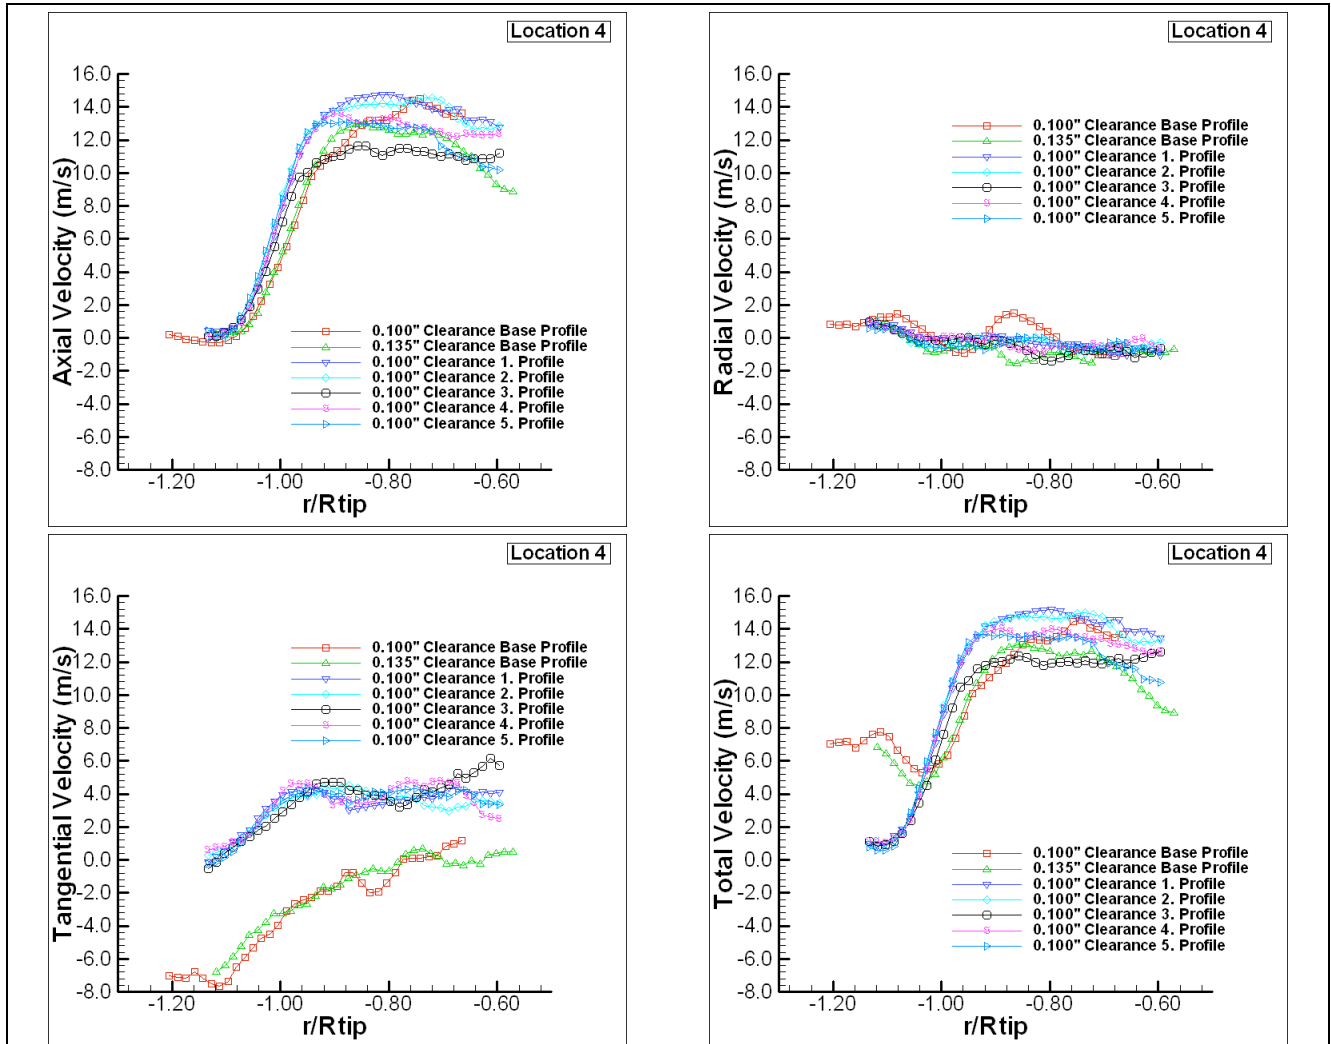 Location 4
16.0
14.0
12.0
10.0
8.0
6.0
4.0
2.0
0.0
-2.0
-4.0
-6.0
-8.0
Axial Velocity (m/s)
0.100" Clearance Base Profile
0.135" Clearance Base Profile
0.100" Clearance 1. Profile
0.100" Clearance 2. Profile
0.100" Clearance 3. Profile
0.100" Clearance 4. Profile
0.100" Clearance 5. Profile
-1.20 -1.00 -0.80 -0.60
r/Rtip
Location 4
16.0
14.0
12.0
10.0
8.0
6.0
4.0
2.0
0.0
-2.0
-4.0
-6.0
-8.0
Radial Velocity (m/s)
0.100" Clearance Base Profile
0.135" Clearance Base Profile
0.100" Clearance 1. Profile
0.100" Clearance 2. Profile
0.100" Clearance 3. Profile
0.100" Clearance 4. Profile
0.100" Clearance 5. Profile
-1.20 -1.00 -0.80 -0.60
r/Rtip
Location 4
16.0
14.0
12.0
10.0
8.0
6.0
4.0
2.0
0.0
-2.0
-4.0
-6.0
-8.0
Tangential Velocity (m/s)
0.100" Clearance Base Profile
0.135" Clearance Base Profile
0.100" Clearance 1. Profile
0.100" Clearance 2. Profile
0.100" Clearance 3. Profile
0.100" Clearance 4. Profile
0.100" Clearance 5. Profile
-1.20 -1.00 -0.80 -0.60
r/Rtip
Location 4
16.0
14.0
12.0
10.0
8.0
6.0
4.0
2.0
0.0
-2.0
-4.0
-6.0
-8.0
Total Velocity (m/s)
0.100" Clearance Base Profile
0.135" Clearance Base Profile
0.100" Clearance 1. Profile
0.100" Clearance 2. Profile
0.100" Clearance 3. Profile
0.100" Clearance 4. Profile
0.100" Clearance 5. Profile
-1.20 -1.00 -0.80 -0.60
r/Rtip